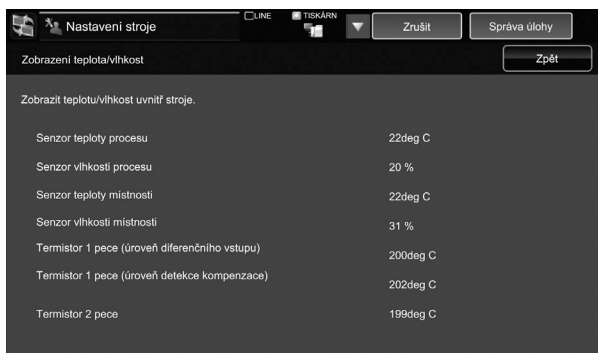 Nastavení stroje
LINE
TISKÁRN
Zrušit
Správa úlohy
Zobrazení teplota/vlhkost
Zpět
Zobrazit teplotu/vlhkost uvnitř stroje.
Senzor teploty procesu 22deg C
Senzor vlhkosti procesu 20 %
Senzor teploty místnosti 22deg C
Senzor vlhkosti místnosti 31 %
Termistor 1 pece (úroveň diferenčního vstupu) 200deg C
Termistor 1 pece (úroveň detekce kompenzace) 202deg C
Termistor 2 pece 199deg C